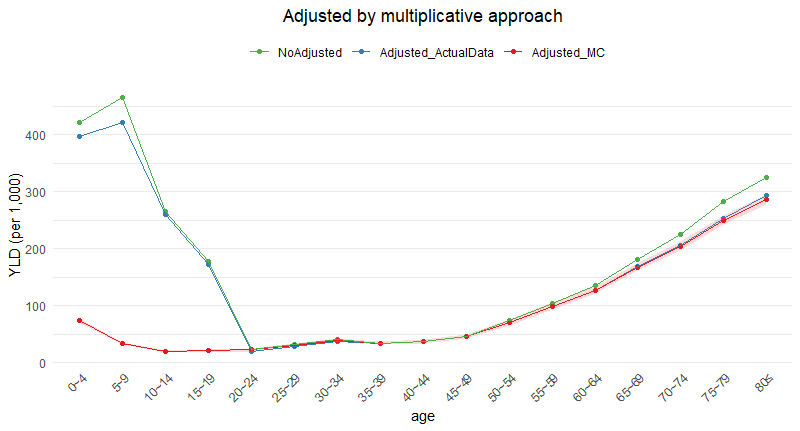 Adjusted by multiplicative approach
NoAdjusted Adjusted_ActualData Adjusted_MC
YLD (per 1,000)
400
300
200
100
0
0~4 5~9 10~14 15~19 20~24 25~29 30~34 35~39 40~44 45~49 50~54 55~59 60~64 65~69 70~74 75~79 80≤
age